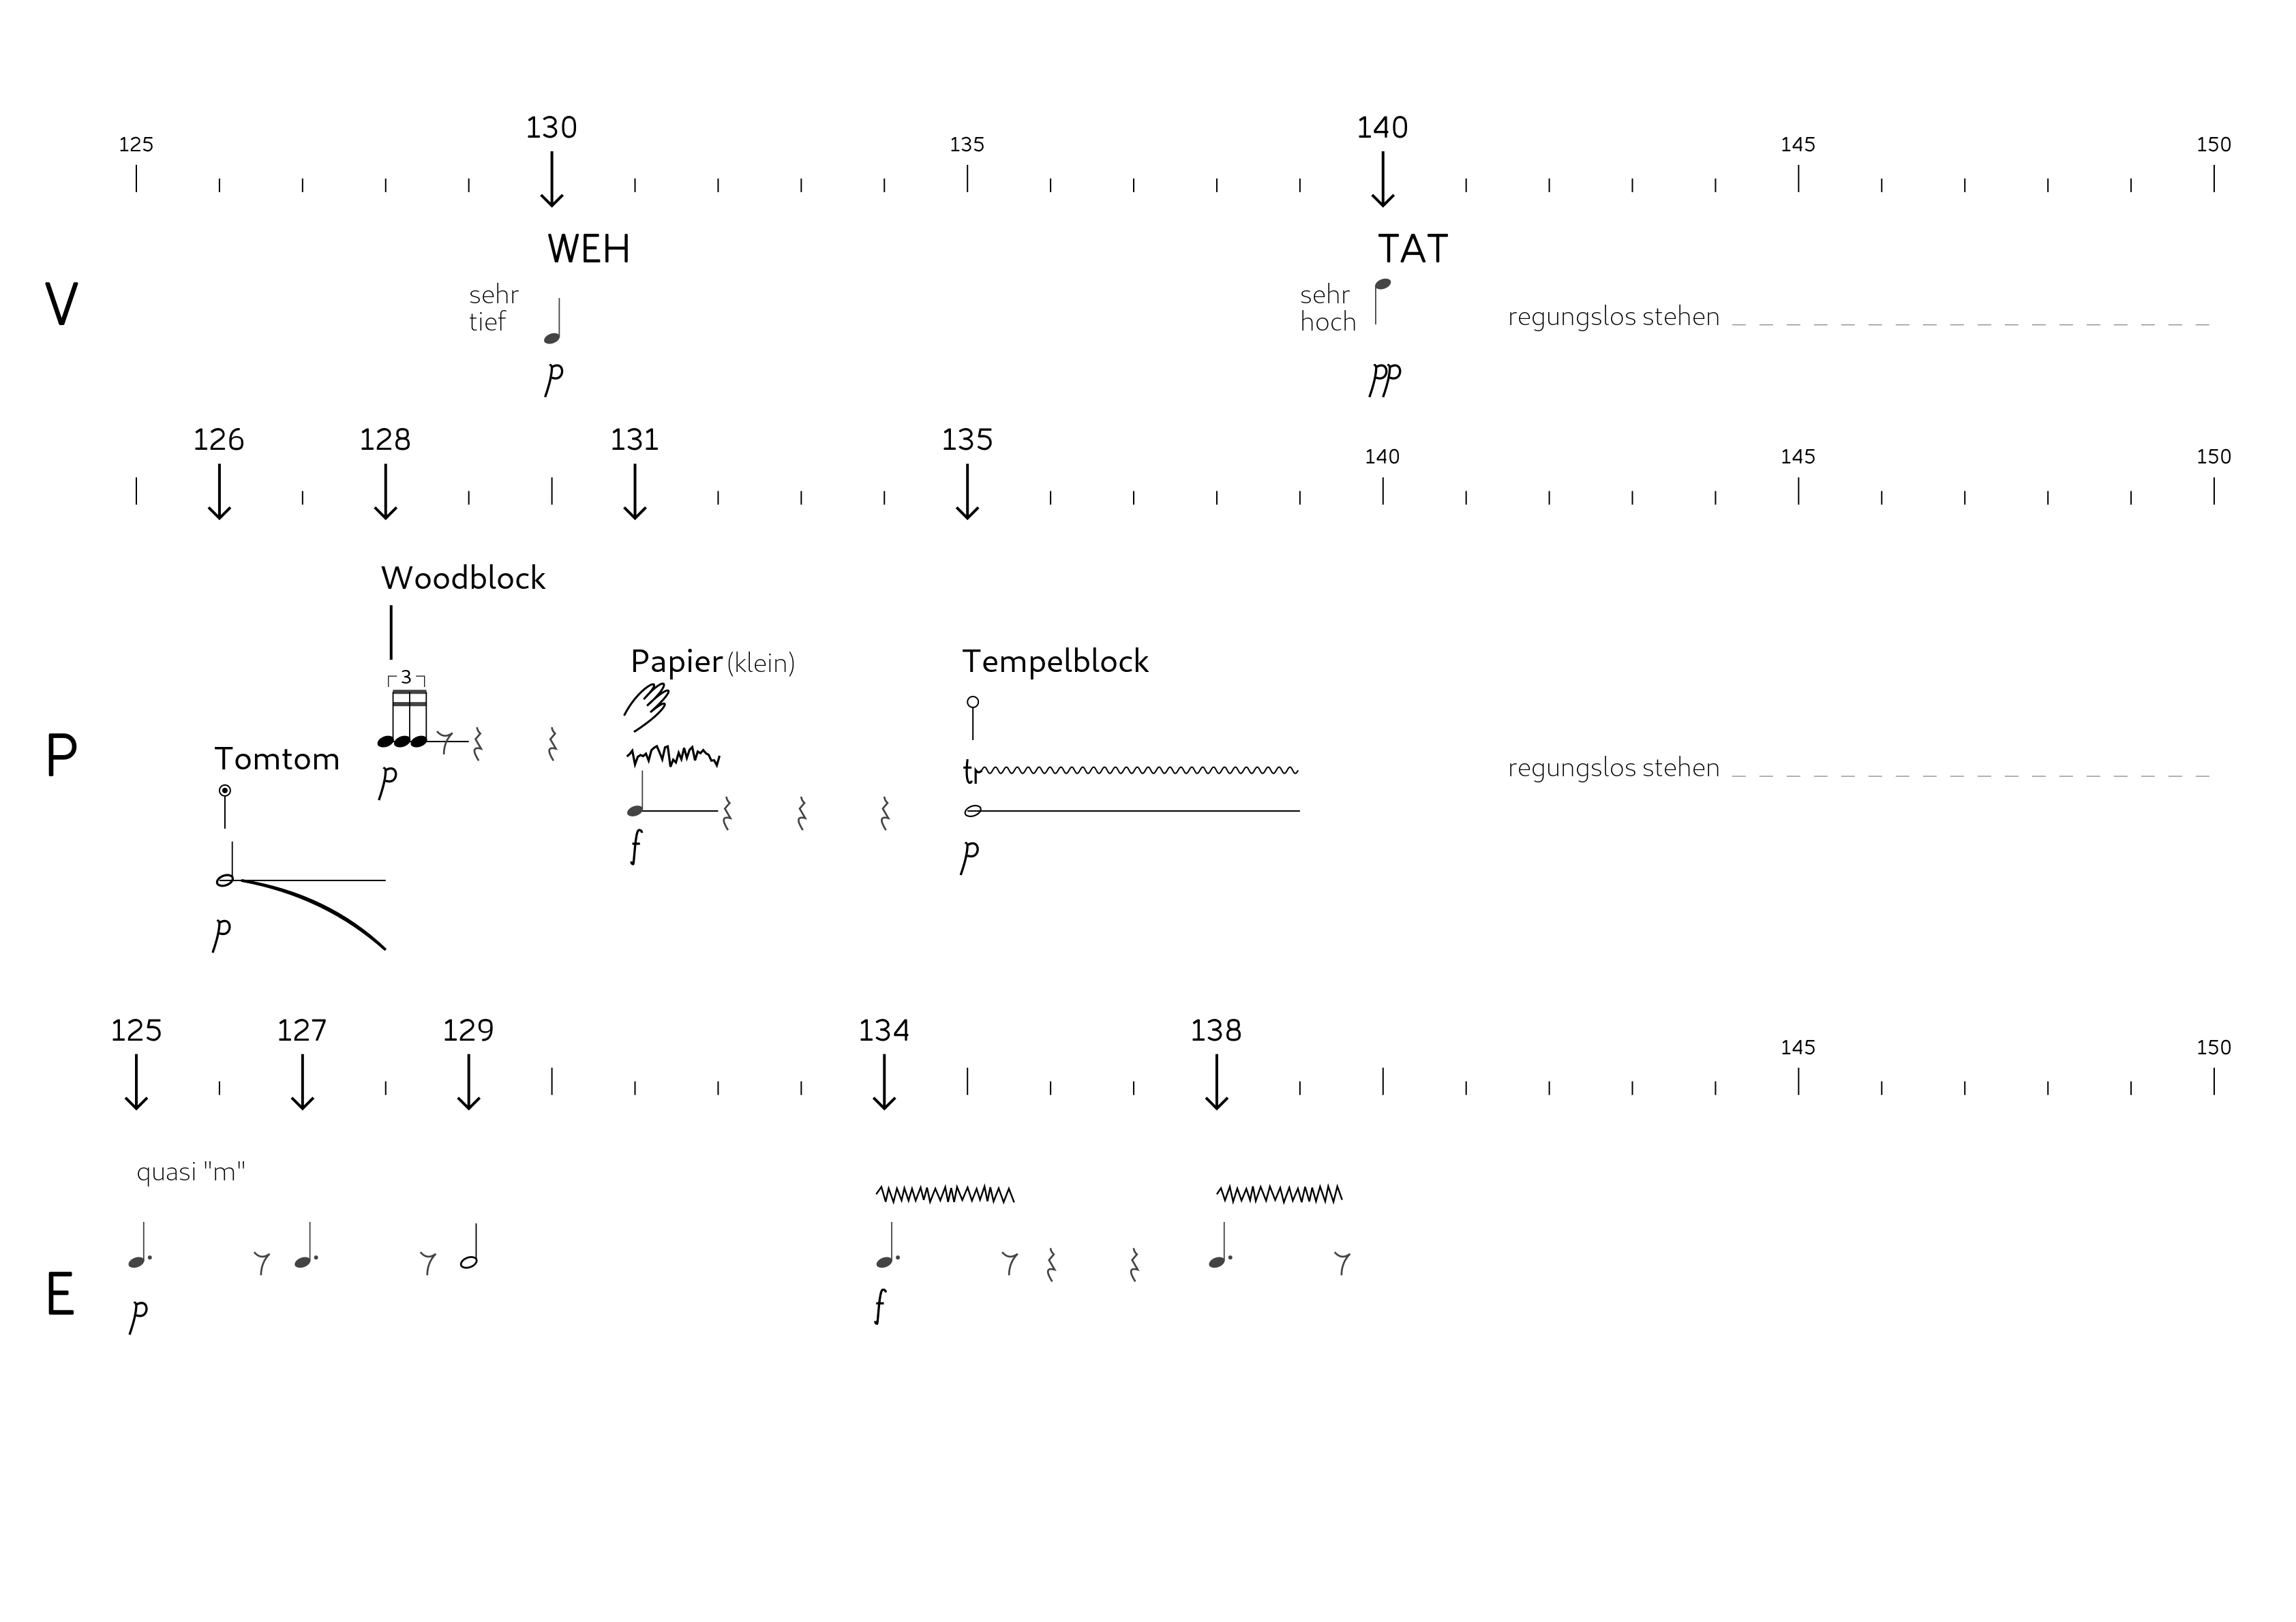 125 130 135 140 145 150
WEH TAT
V
sehr
tief
sehr
hoch
regungslos stehen
p pp
126 128 131 135 140 145 150
Woodblock
Papier (klein) Tempelblock
3
P
Tomtom
p
tr
regungslos stehen
f p
p
125 127 129 134 138 145 150
quasi "m"
E
p f